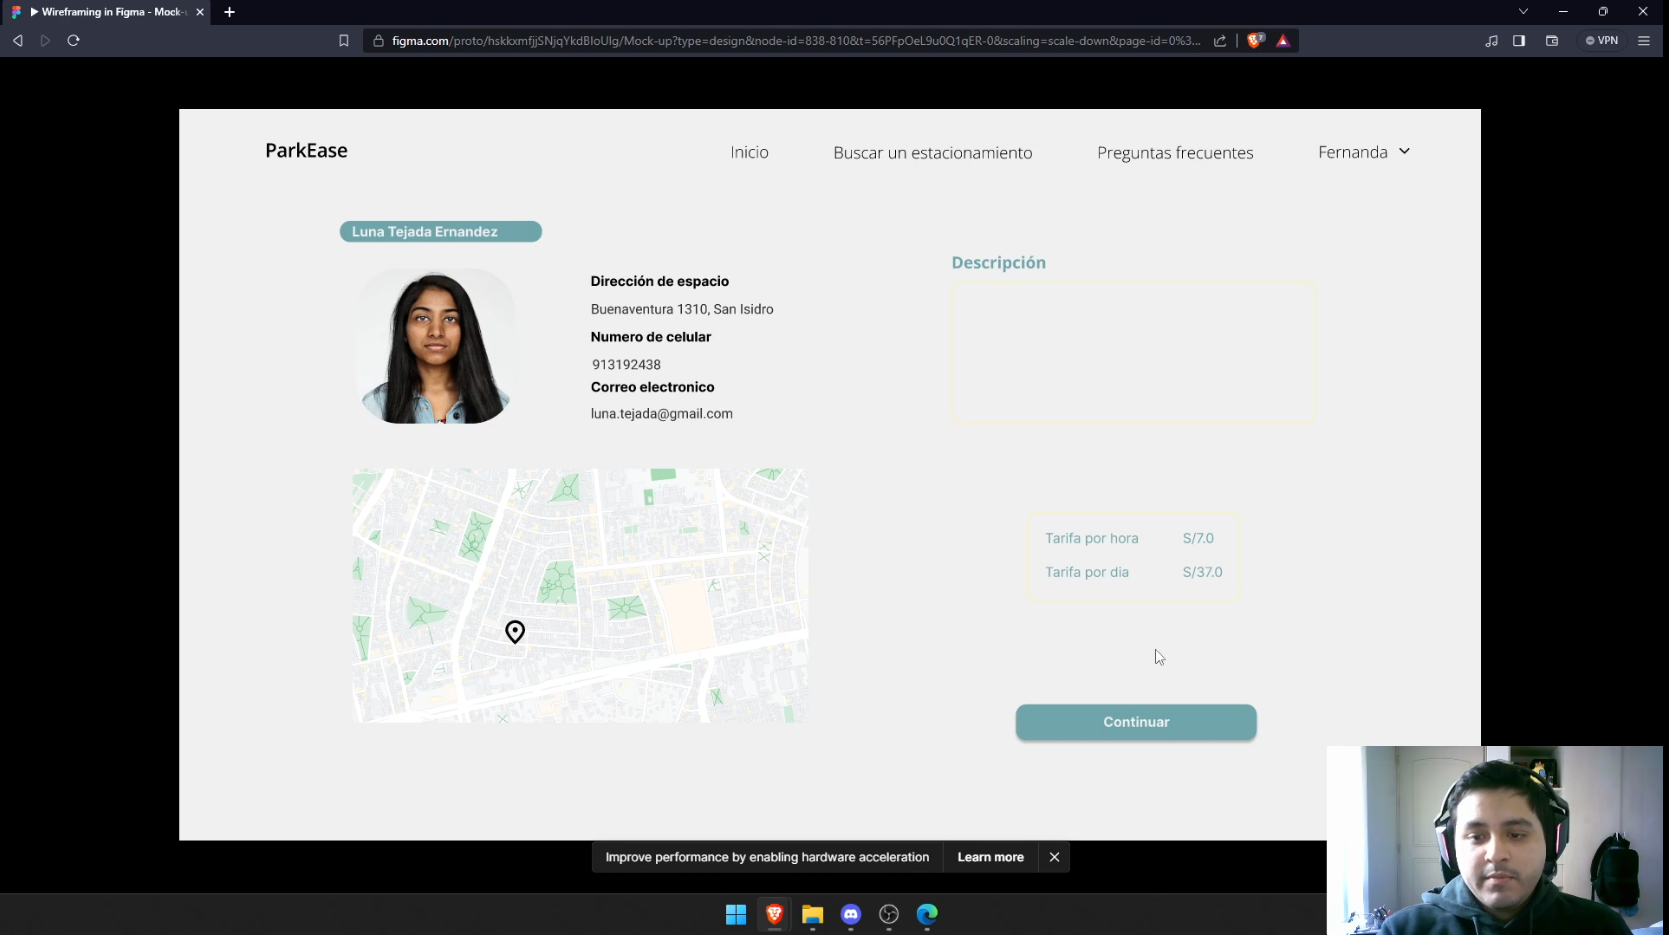 Wireframing in Figma - Mock-
figma.com/proto/hskkxmfjjSNjqYkdBIoUIg/Mock-up?type=design&node-id=838-810&t=56PFpOeL9u0Q1qER-0&scaling=scale-down&page-id=0%3...
7
VPN
ParkEase
Inicio
Buscar un estacionamiento
Preguntas frecuentes
Fernanda
Luna Tejada Ernandez
Dirección de espacio
Buenaventura 1310, San Isidro
Numero de celular
913192438
Correo electronico
luna.tejada@gmail.com
Descripción
Tarifa por hora S/7.0
Tarifa por dia S/37.0
Continuar
Improve performance by enabling hardware acceleration Learn more